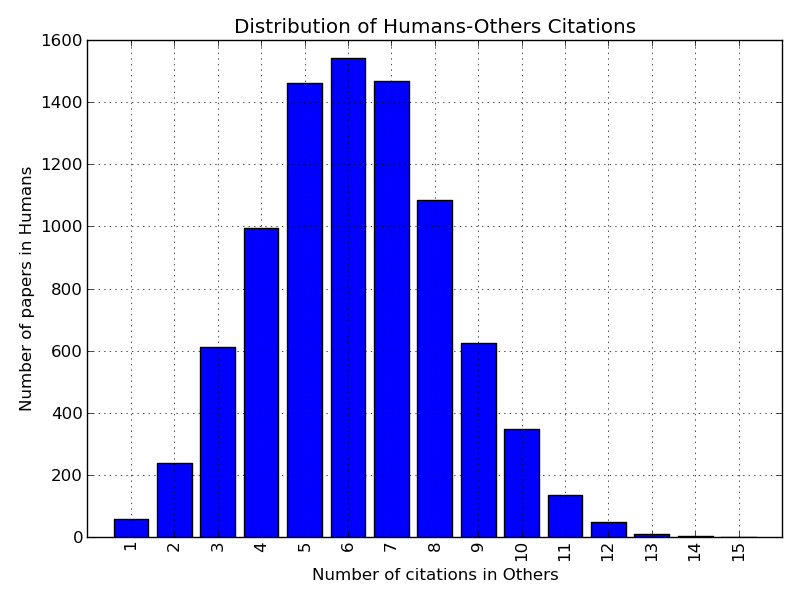 Distribution of Humans-Others Citations
1600
1400
1200
1000
800
600
400
200
0
Number of papers in Humans
1 2 3 4 5 6 7 8 9 10 11 12 13 14 15
Number of citations in Others